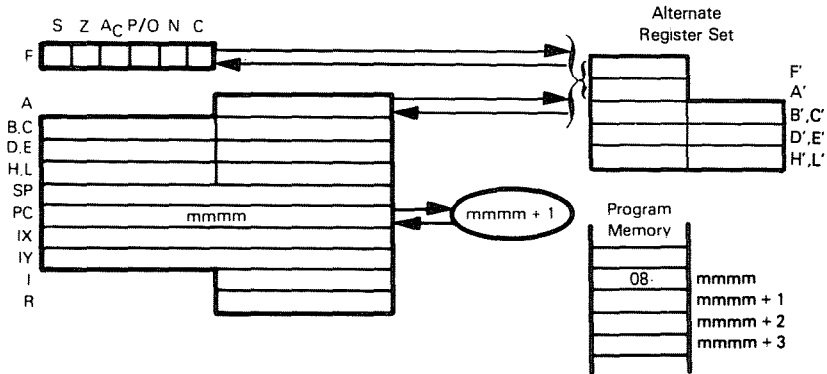 S Z AC P/O N C
F
A
B,C
D,E
H,L
SP
PC
IX
IY
I
R
mmmm
mmmm + 1
Alternate
Register Set
F'
A'
B',C'
D',E'
H',L'
Program
Memory
08
mmmm
mmmm + 1
mmmm + 2
mmmm + 3